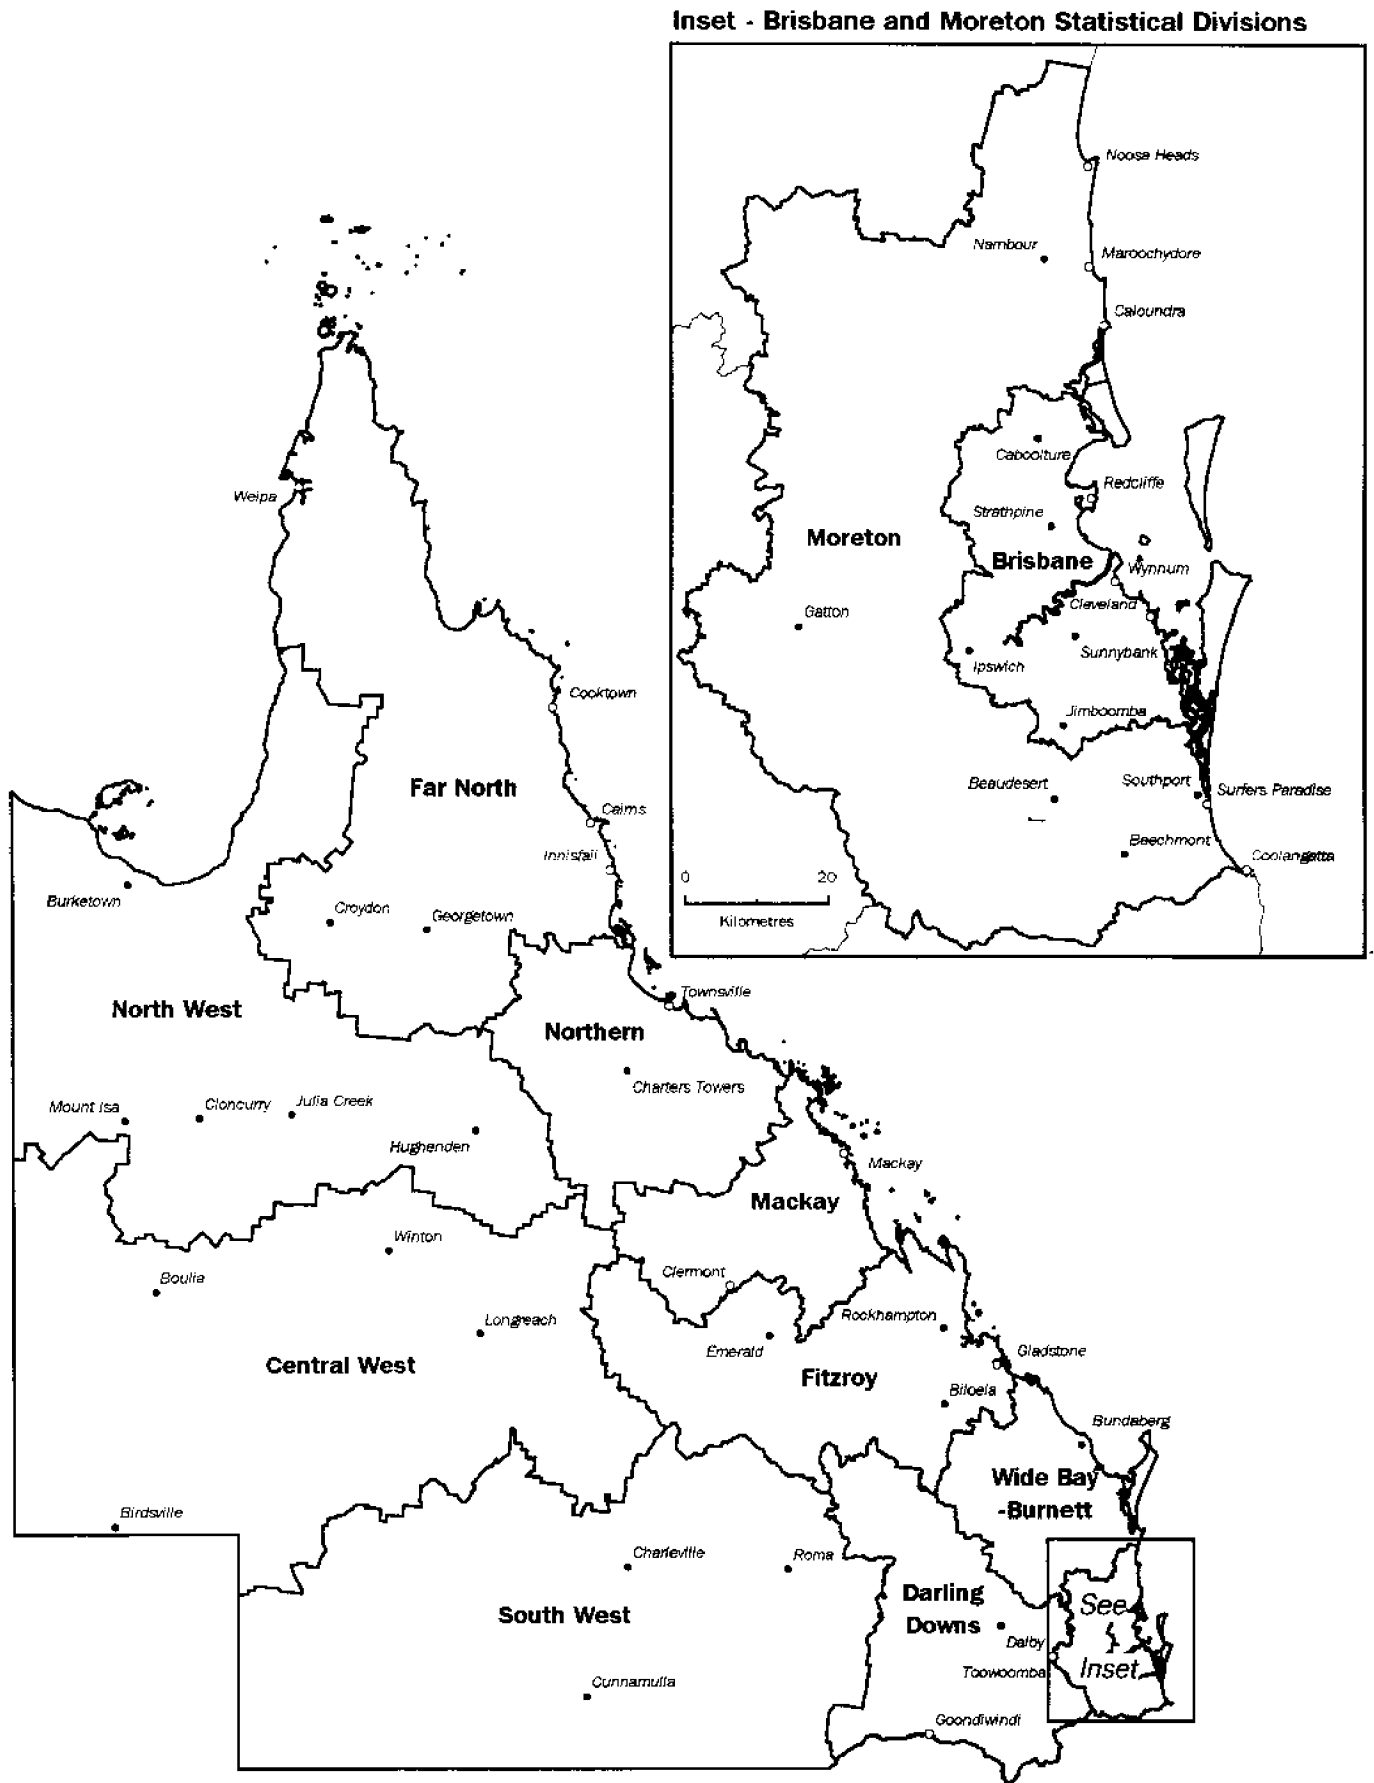 Inset - Brisbane and Moreton Statistical Divisions
Noosa Heads
Nambour
Maroochydore
Caloundra
Caboolture
Redcliffe
Strathpine
Moreton
Brisbane
Wynnum
Cleveland
Gatton
Sunnybank
Ipswich
Jimboomba
Beaudesert
Southport
Surfers Paradise
Beechmont
Coolangatta
0 20
Kilometres
Weipa
Cooktown
Far North
Cairns
Innisfail
Burketown
Croydon
Georgetown
North West
Townsville
Northern
Charters Towers
Mount Isa
Cloncurry
Julia Creek
Hughenden
Mackay
Mackay
Winton
Boulia
Clermont
Longreach
Rockhampton
Emerald
Gladstone
Central West
Fitzroy
Biloela
Bundaberg
Wide Bay
-Burnett
Birdsville
Charleville
Roma
Darling
Downs
See
South West
Dalby
Toowoomba
Inset
Cunnamulla
Goondiwindi